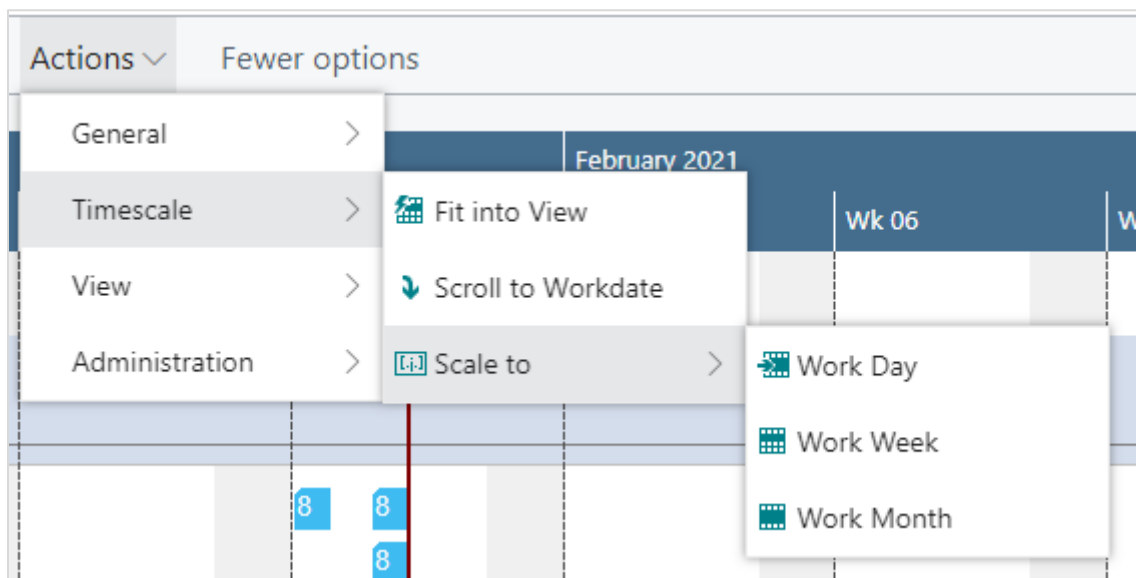 Actions
Fewer options
General
February 2021
Timescale
Fit into View
Wk 06
W
View
Scroll to Workdate
Administration
Scale to
Work Day
Work Week
8
8
Work Month
8